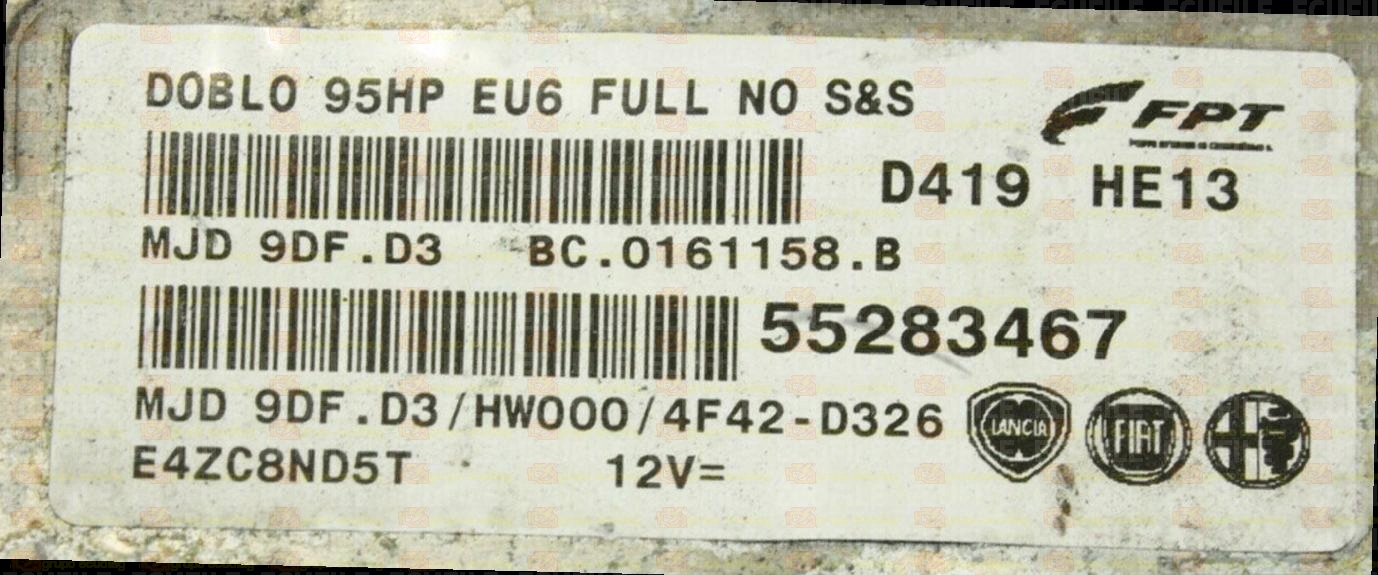 DOBLO 95HP EU6 FULL NO S&S
FPT
D419 HE13
MJD 9DF.D3 BC.0161158.B
55283467
MJD 9DF.D3/HW000/4F42-D326
LANCIA FIAT
E4ZC8ND5T 12V=